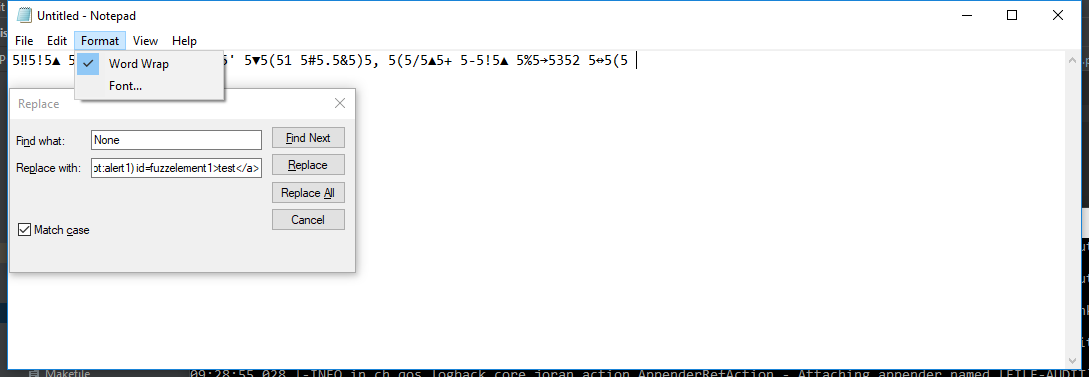 Untitled - Notepad
File Edit Format View Help
5‼5!5▲ 5 5' 5▼5(51 5#5.5&5)5, 5(5/5▲5+ 5-5!5▲ 5%5→5352 5↔5(5
Word Wrap
Font...
Replace
Find what: None Find Next
Replace with: ot:alert1) id=fuzzelement1>test</a> Replace
Replace All
Cancel
Match case
Makefile 09:28:55,028 |-INFO in ch.qos.logback.core.joran.action.AppenderRefAction - Attaching appender named [FILE-AUDIT